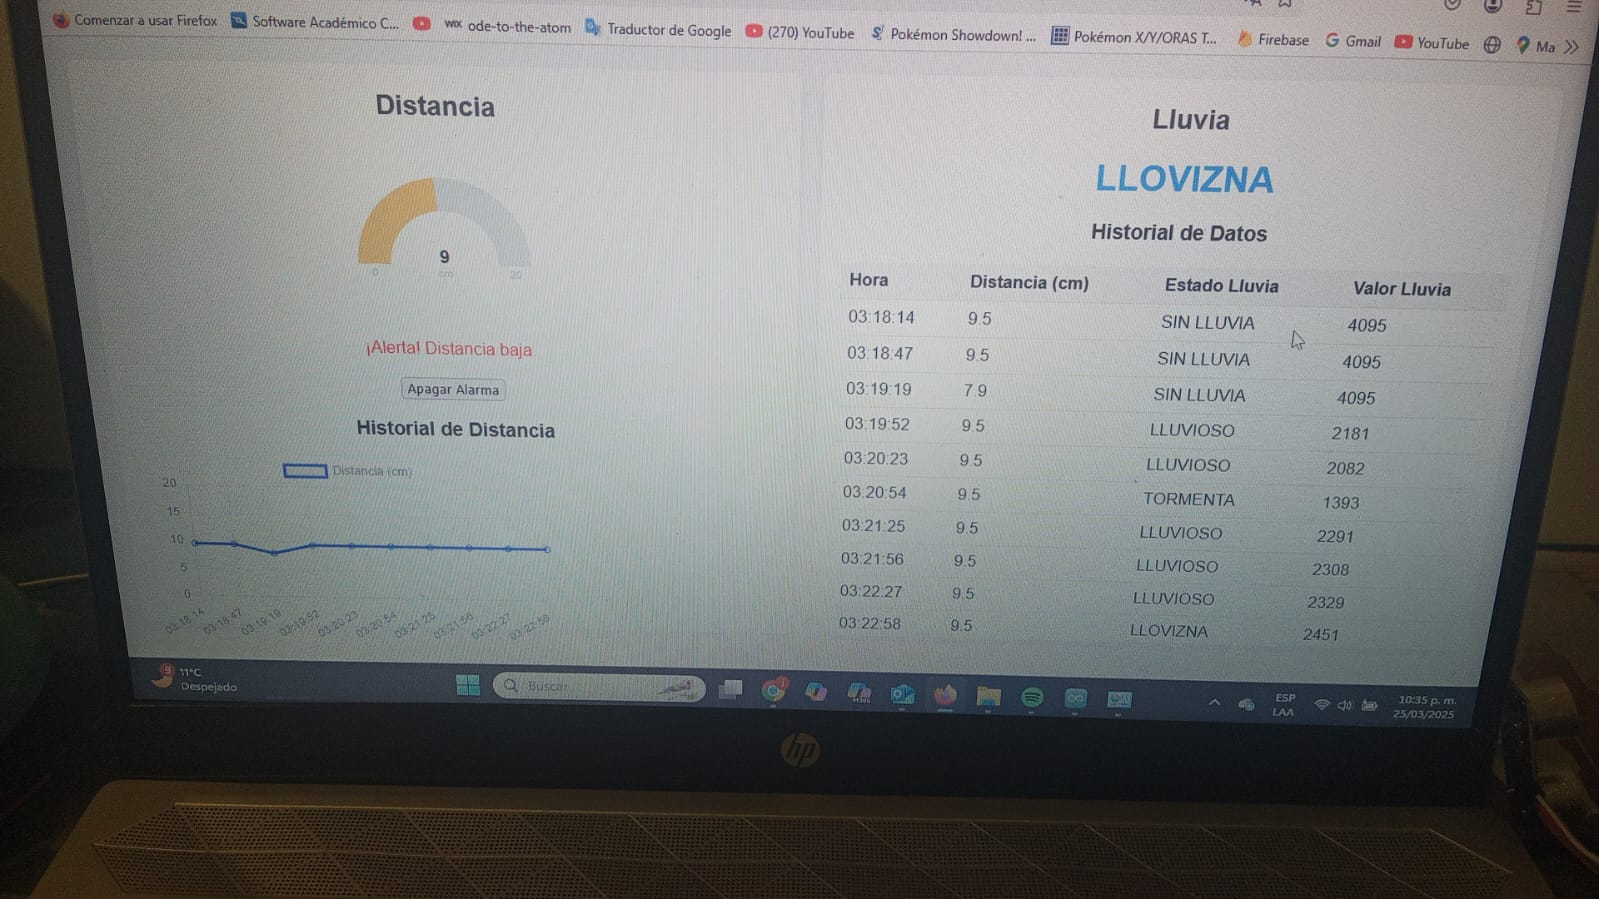 Comenzar a usar Firefox Software Académico C... WIX ode-to-the-atom Traductor de Google (270) YouTube Pokémon Showdown! ... Pokémon X/Y/ORAS T... Firebase Gmail YouTube Ma
Distancia
9
cm
0 20
¡Alerta! Distancia baja
Apagar Alarma
Historial de Distancia
Distancia (cm)
20
15
10
5
0
03:18:14 03:18:47 03:19:19 03:19:52 03:20:23 03:20:54 03:21:25 03:21:56 03:22:27 03:22:58
Lluvia
LLOVIZNA
Historial de Datos
Hora Distancia (cm) Estado Lluvia Valor Lluvia
03:18:14 9.5 SIN LLUVIA 4095
03:18:47 9.5 SIN LLUVIA 4095
03:19:19 7.9 SIN LLUVIA 4095
03:19:52 9.5 LLUVIOSO 2181
03:20:23 9.5 LLUVIOSO 2082
03:20:54 9.5 TORMENTA 1393
03:21:25 9.5 LLUVIOSO 2291
03:21:56 9.5 LLUVIOSO 2308
03:22:27 9.5 LLUVIOSO 2329
03:22:58 9.5 LLOVIZNA 2451
9 11°C
Despejado
Buscar
ESP
LAA
10:35 p. m.
25/03/2025
hp